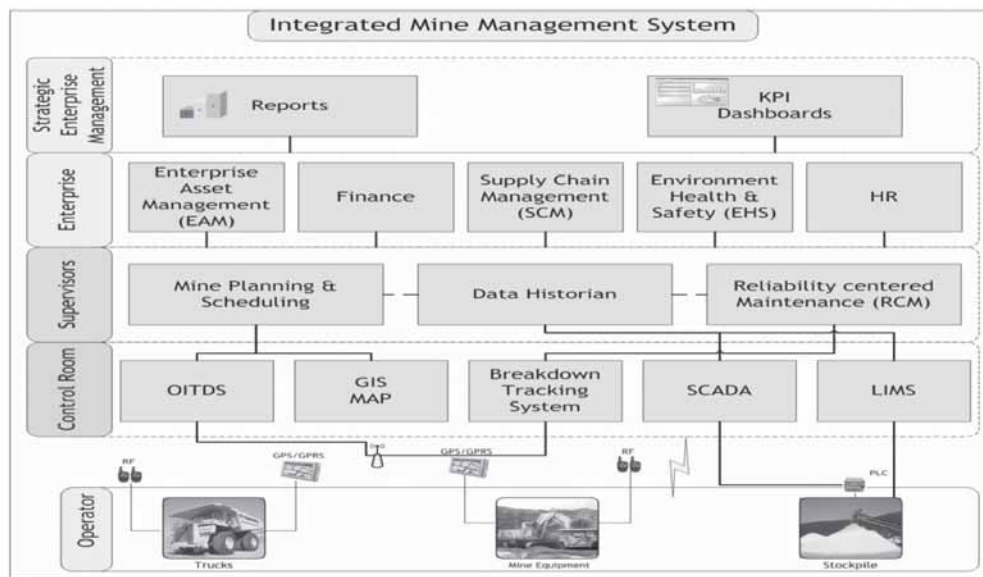 Integrated Mine Management System
Strategic
Enterprise
Management
Reports
KPI
Dashboards
Enterprise
Enterprise
Asset
Management
(EAM)
Finance
Supply Chain
Management
(SCM)
Environment
Health &
Safety (EHS)
HR
Supervisors
Mine Planning &
Scheduling
Data Historian
Reliability centered
Maintenance (RCM)
Control Room
OITDS
GIS
MAP
Breakdown
Tracking
System
SCADA
LIMS
RF
GPS/GPRS
GPS/GPRS
RF
PLC
Operator
Trucks
Mine Equipment
Stockpile